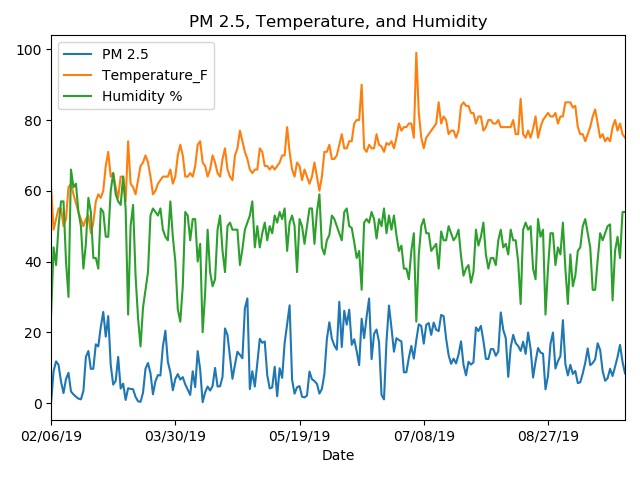 PM 2.5, Temperature, and Humidity
PM 2.5
Temperature_F
Humidity %
100
80
60
40
20
0
02/06/19 03/30/19 05/19/19 07/08/19 08/27/19
Date